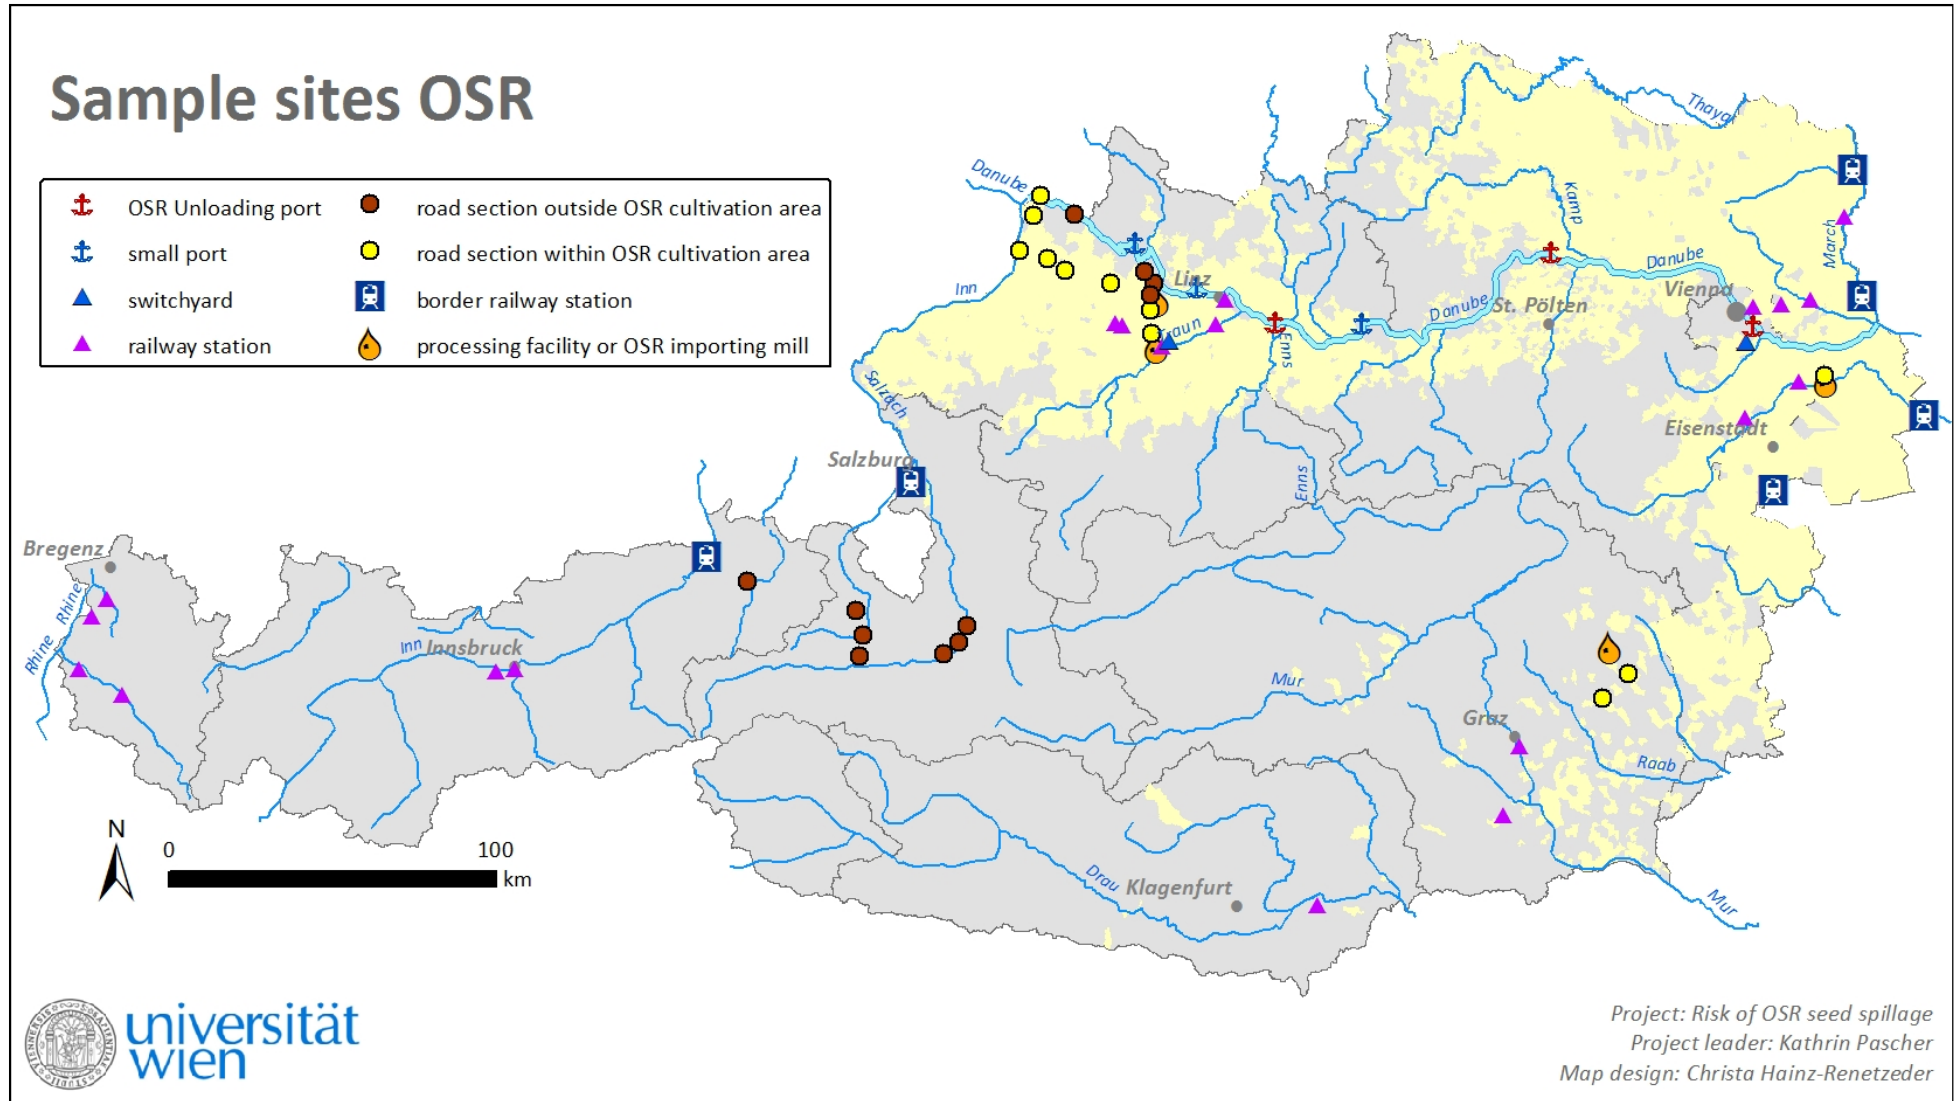 Sample sites OSR
OSR Unloading port
road section outside OSR cultivation area
small port
road section within OSR cultivation area
switchyard
border railway station
railway station
processing facility or OSR importing mill
Thaya
Danube
Kamp
March
Danube
Linz
Vienna
Inn
Danube
St. Pölten
Traun
Enns
Salzach
Eisenstadt
Salzburg
Enns
Bregenz
Rhine
Rhine
Inn
Innsbruck
Mur
Graz
Raab
N
0
100
km
Drau
Klagenfurt
Mur
universität
wien
Project: Risk of OSR seed spillage
Project leader: Kathrin Pascher
Map design: Christa Hainz-Renetzeder